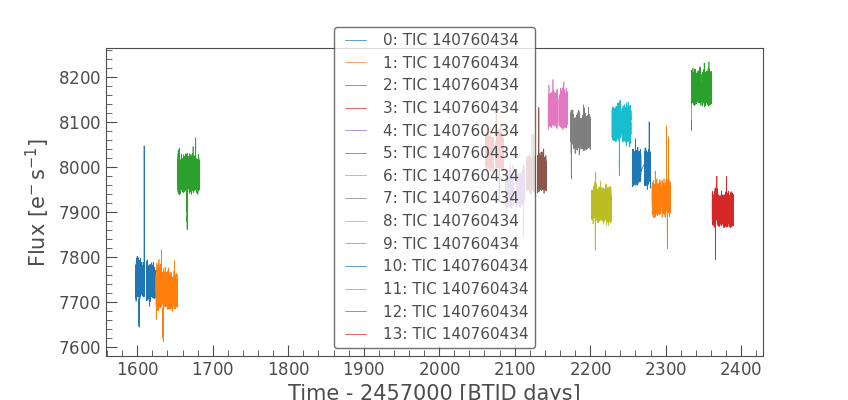 0: TIC 140760434
1: TIC 140760434
2: TIC 140760434
3: TIC 140760434
4: TIC 140760434
5: TIC 140760434
6: TIC 140760434
7: TIC 140760434
8: TIC 140760434
9: TIC 140760434
10: TIC 140760434
11: TIC 140760434
12: TIC 140760434
13: TIC 140760434
8200
8100
8000
7900
7800
7700
7600
Flux [e⁻ s⁻¹]
1600 1700 1800 1900 2000 2100 2200 2300 2400
Time - 2457000 [BTJD days]